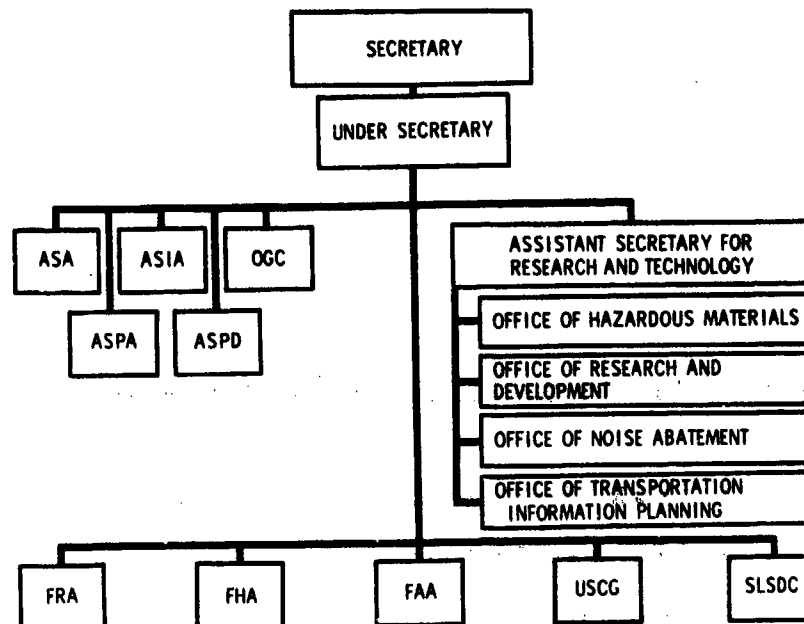 SECRETARY
UNDER SECRETARY
ASA
ASIA
OGC
ASPA
ASPD
ASSISTANT SECRETARY FOR
RESEARCH AND TECHNOLOGY
OFFICE OF HAZARDOUS MATERIALS
OFFICE OF RESEARCH AND
DEVELOPMENT
OFFICE OF NOISE ABATEMENT
OFFICE OF TRANSPORTATION
INFORMATION PLANNING
FRA
FHA
FAA
USCG
SLSDC